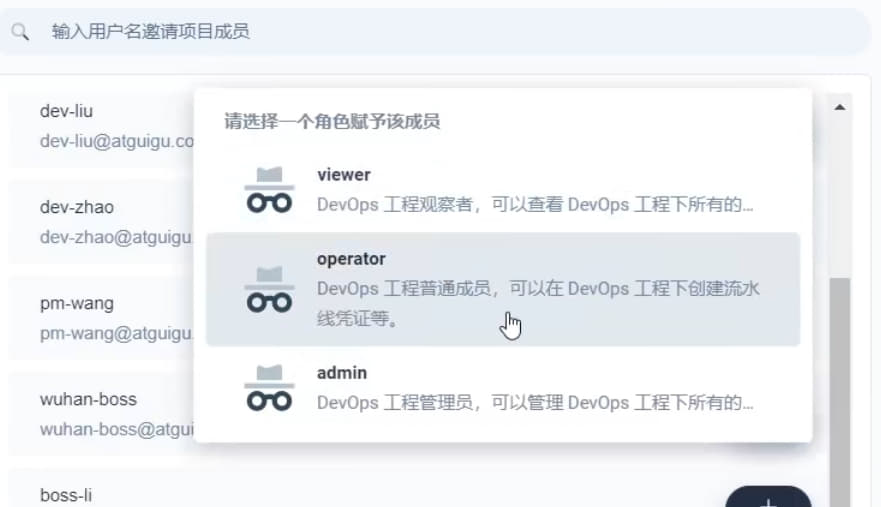 输入用户名邀请项目成员
dev-liu
dev-liu@atguigu.co
dev-zhao
dev-zhao@atguigu.
pm-wang
pm-wang@atguigu.
wuhan-boss
wuhan-boss@atgui
boss-li
请选择一个角色赋予该成员
viewer
DevOps 工程观察者，可以查看 DevOps 工程下所有的...
operator
DevOps 工程普通成员，可以在 DevOps 工程下创建流水
线凭证等。
admin
DevOps 工程管理员，可以管理 DevOps 工程下所有的...